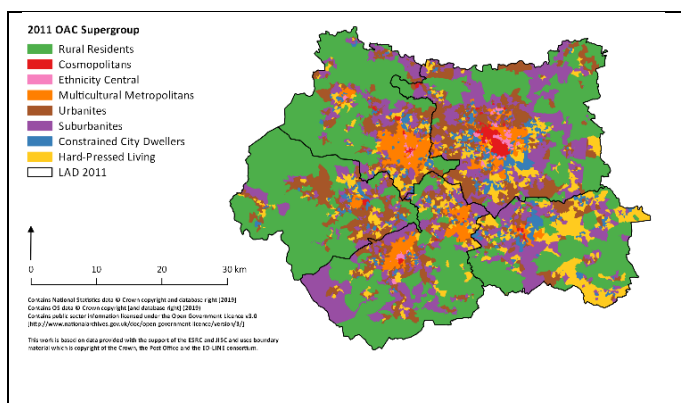 2011 OAC Supergroup
Rural Residents
Cosmopolitans
Ethnicity Central
Multicultural Metropolitans
Urbanites
Suburbanites
Constrained City Dwellers
Hard-Pressed Living
LAD 2011
0 10 20 30 km
Contains National Statistics data © Crown copyright and database right [2019]
Contains OS data © Crown copyright [and database right] (2019)
Contains public sector information licensed under the Open Government Licence v3.0
[http://www.nationalarchives.gov.uk/doc/open government licence/version/3/]
This work is based on data provided with the support of the ESRC and JISC and uses boundary
material which is copyright of the Crown, the Post Office and the ED-LINE consortium.